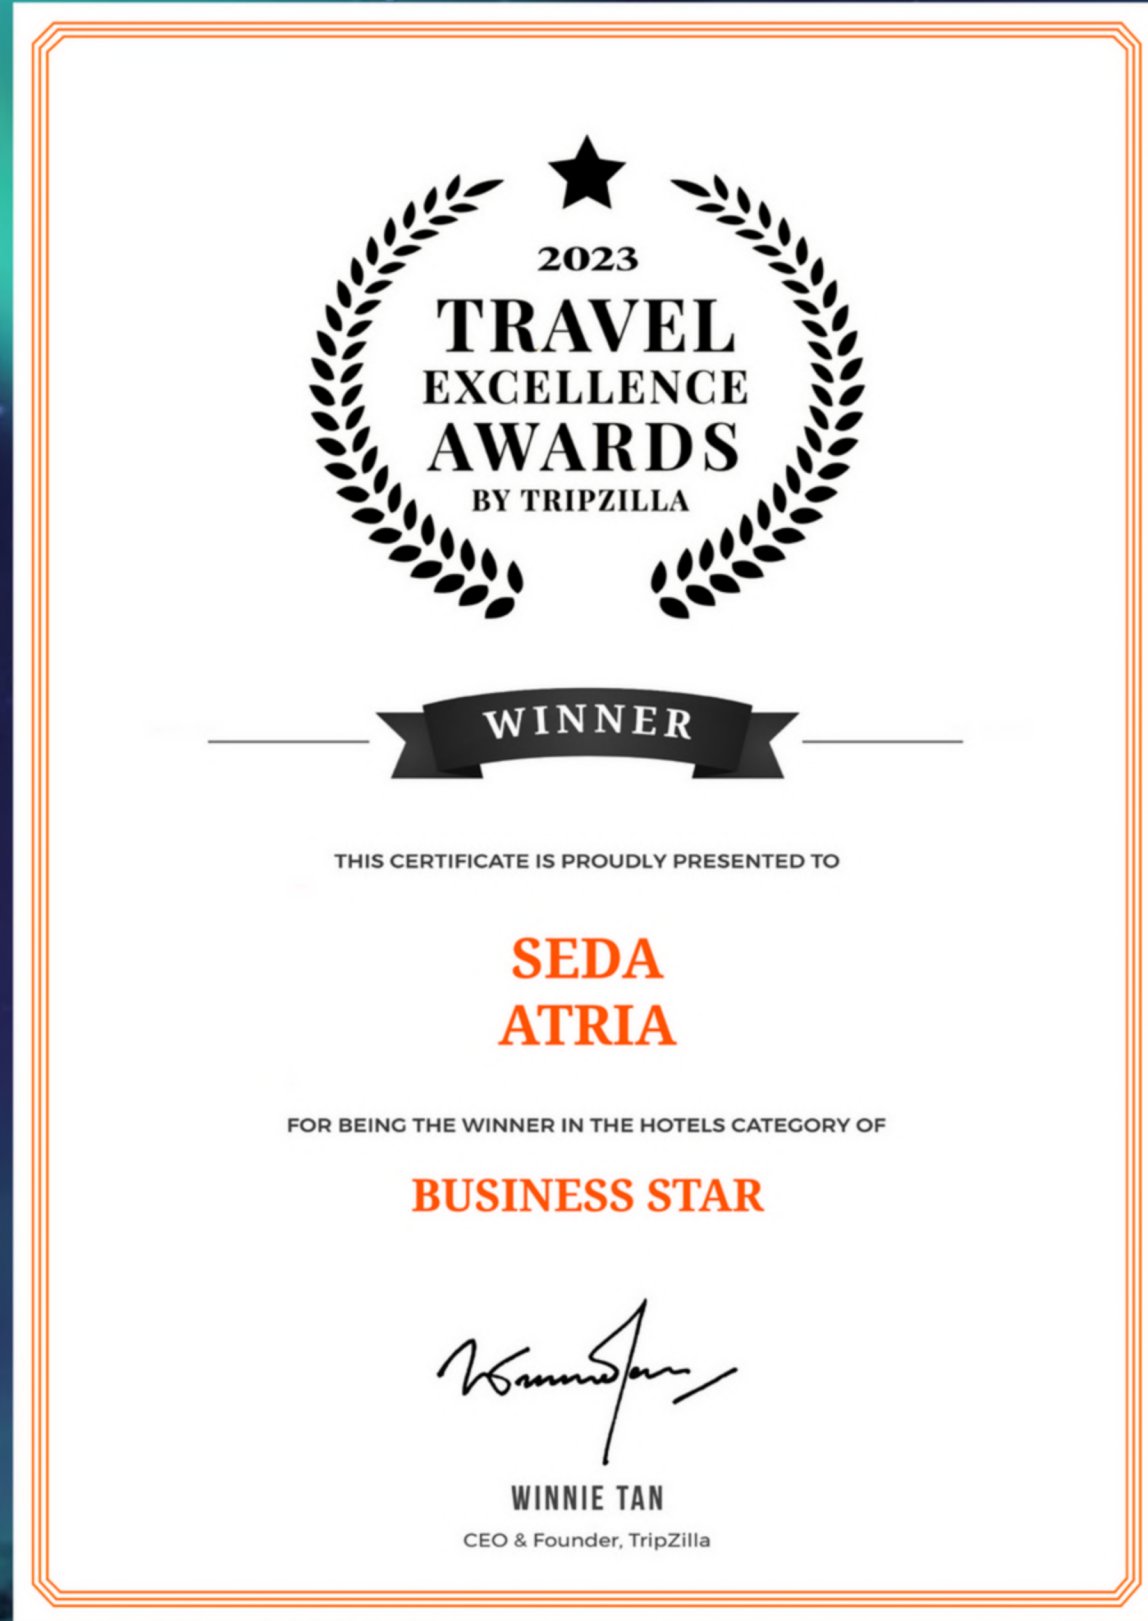 2023
TRAVEL
EXCELLENCE
AWARDS
BY TRIPZILLA
WINNER
THIS CERTIFICATE IS PROUDLY PRESENTED TO
SEDA
ATRIA
FOR BEING THE WINNER IN THE HOTELS CATEGORY OF
BUSINESS STAR
WINNIE TAN
CEO & Founder, TripZilla